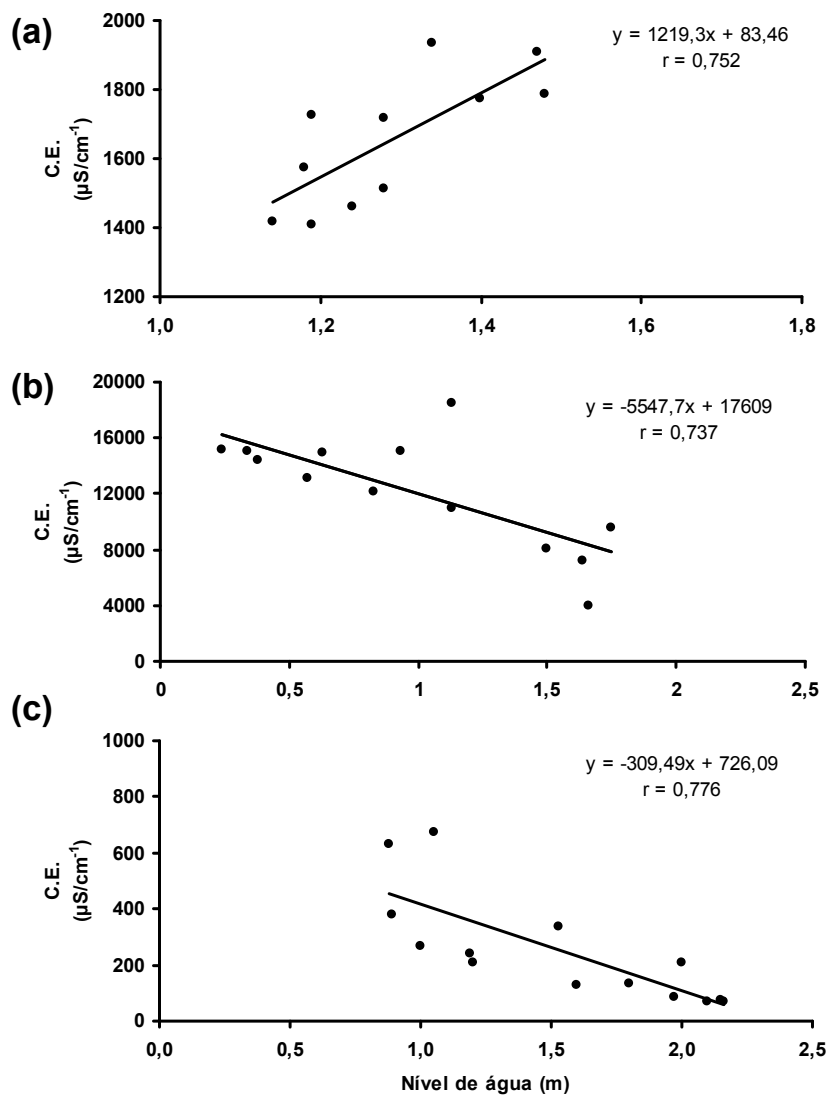 (a)
y = 1219,3x + 83,46
r = 0,752
C.E.
(µS/cm⁻¹)
2000
1800
1600
1400
1200
1,0 1,2 1,4 1,6 1,8
(b)
y = -5547,7x + 17609
r = 0,737
C.E.
(µS/cm⁻¹)
20000
16000
12000
8000
4000
0
0 0,5 1 1,5 2 2,5
(c)
y = -309,49x + 726,09
r = 0,776
C.E.
(µS/cm⁻¹)
1000
800
600
400
200
0
0,0 0,5 1,0 1,5 2,0 2,5
Nível de água (m)